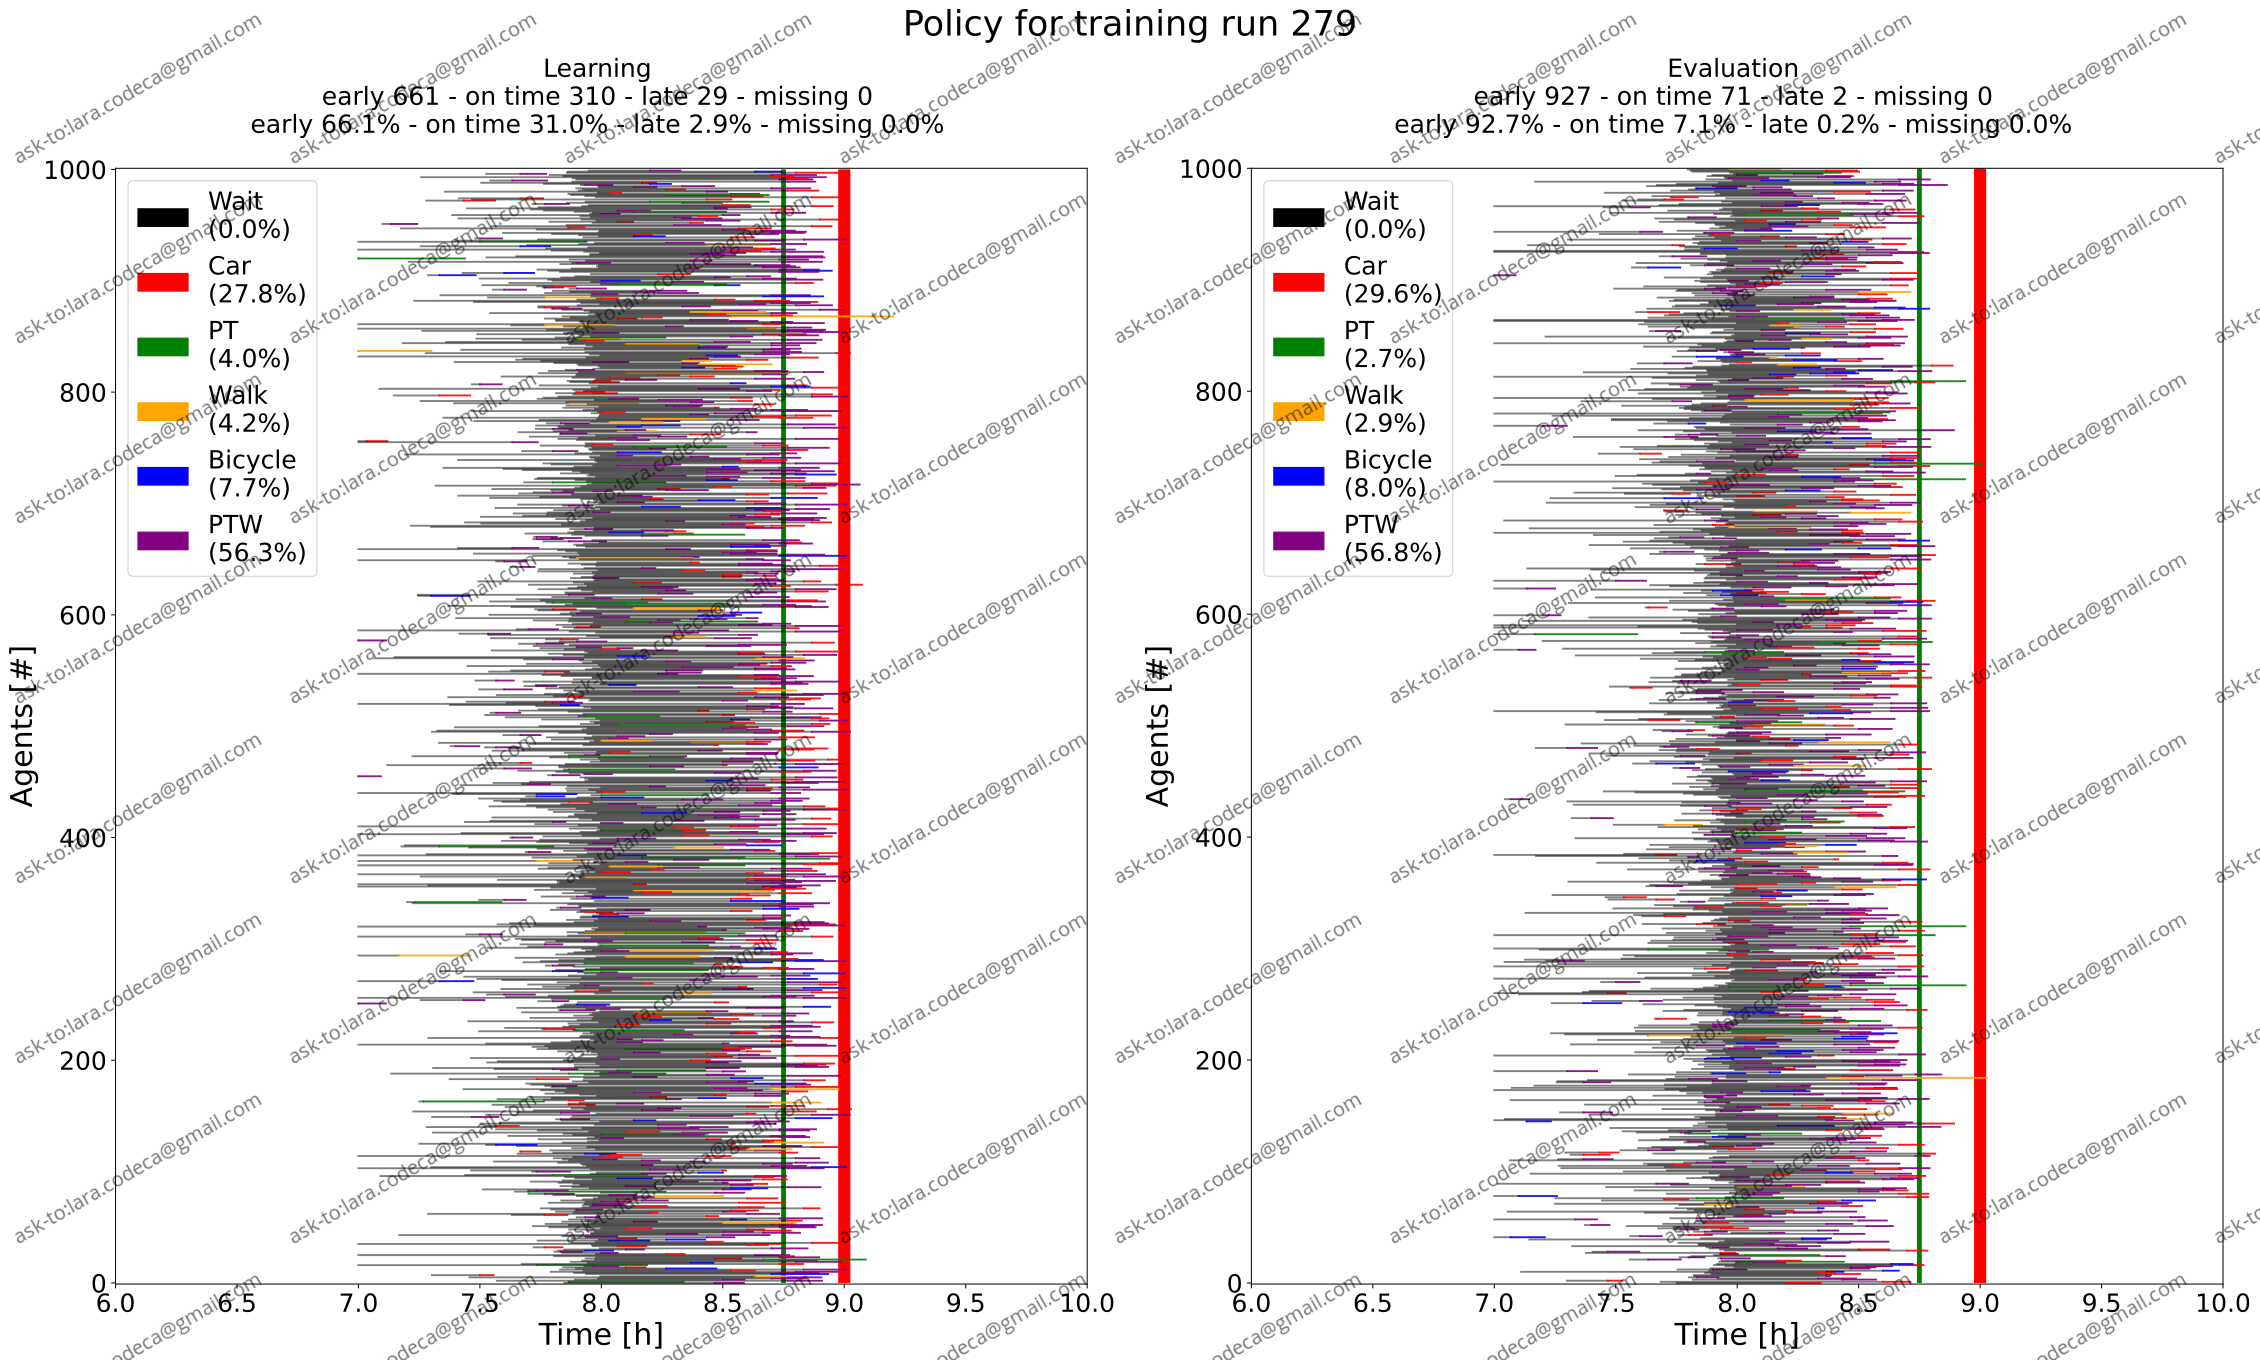 Policy for training run 279
Learning
early 661 - on time 310 - late 29 - missing 0
early 66.1% - on time 31.0% - late 2.9% - missing 0.0%
Agents [#]
1000
800
600
400
200
0
Wait
(0.0%)
Car
(27.8%)
PT
(4.0%)
Walk
(4.2%)
Bicycle
(7.7%)
PTW
(56.3%)
6.0 6.5 7.0 7.5 8.0 8.5 9.0 9.5 10.0
Time [h]
Evaluation
early 927 - on time 71 - late 2 - missing 0
early 92.7% - on time 7.1% - late 0.2% - missing 0.0%
Agents [#]
1000
800
600
400
200
0
Wait
(0.0%)
Car
(29.6%)
PT
(2.7%)
Walk
(2.9%)
Bicycle
(8.0%)
PTW
(56.8%)
6.0 6.5 7.0 7.5 8.0 8.5 9.0 9.5 10.0
Time [h]
ask-to:lara.codeca@gmail.com